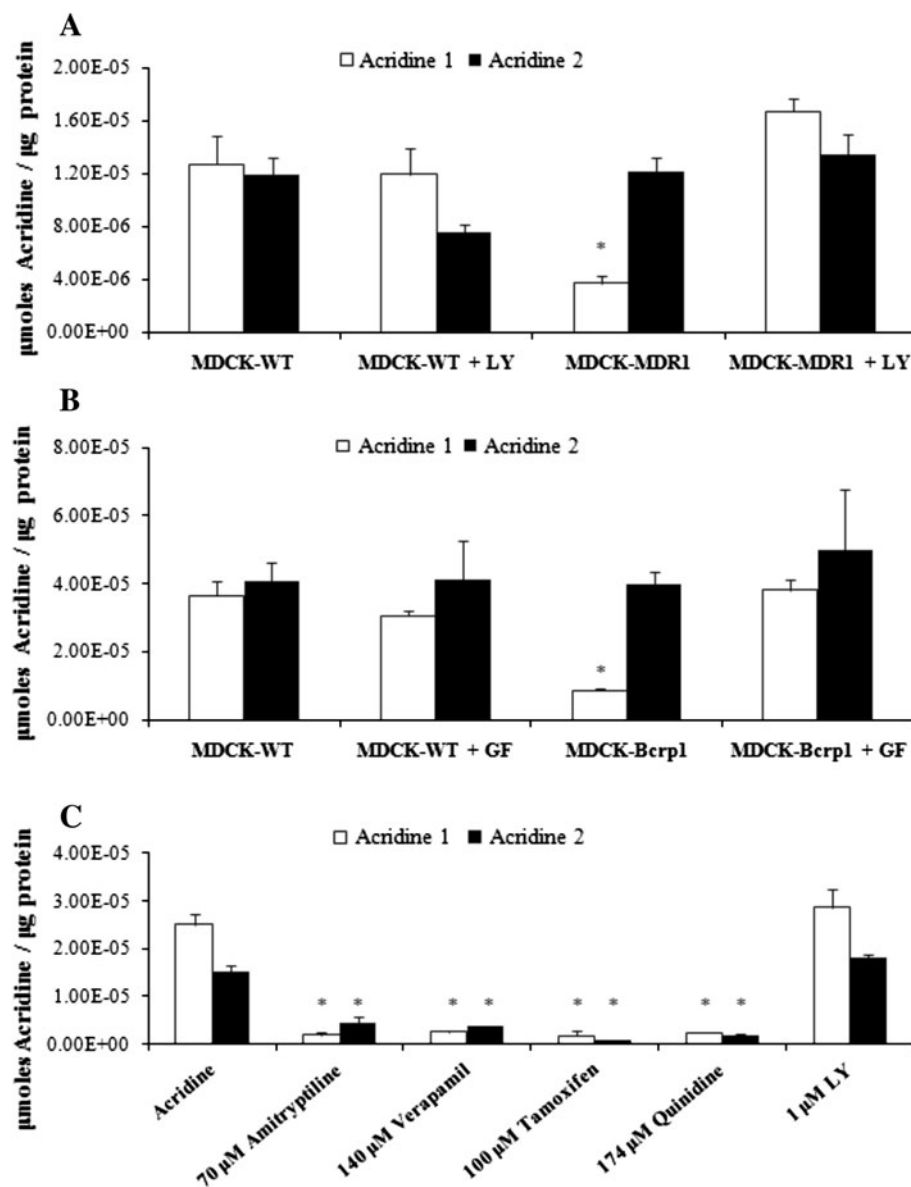 A
Acridine 1 Acridine 2
µmoles Acridine / µg protein
2.00E-05
1.60E-05
1.20E-05
8.00E-06
4.00E-06
0.00E+00
*
MDCK-WT MDCK-WT + LY MDCK-MDR1 MDCK-MDR1 + LY
B
Acridine 1 Acridine 2
µmoles Acridine / µg protein
8.00E-05
6.00E-05
4.00E-05
2.00E-05
0.00E+00
*
MDCK-WT MDCK-WT + GF MDCK-Bcrp1 MDCK-Bcrp1 + GF
C
Acridine 1 Acridine 2
µmoles Acridine / µg protein
4.00E-05
3.00E-05
2.00E-05
1.00E-05
0.00E+00
* * * * * * * *
Acridine
70 µM Amitryptiline
140 µM Verapamil
100 µM Tamoxifen
174 µM Quinidine
1 µM LY